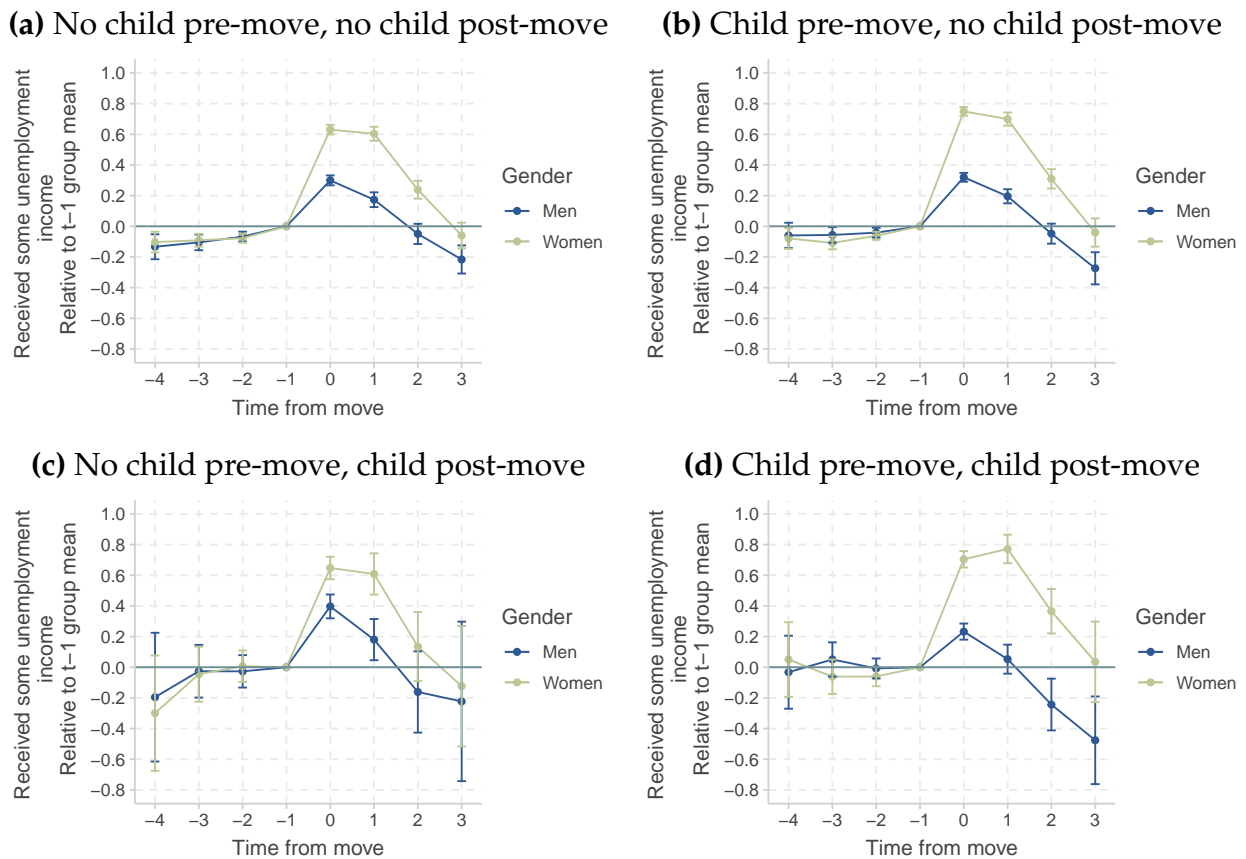 (a) No child pre-move, no child post-move
Received some unemployment
income
Relative to t−1 group mean
1.0
0.8
0.6
0.4
0.2
0.0
−0.2
−0.4
−0.6
−0.8
−4 −3 −2 −1 0 1 2 3
Time from move
Gender
Men
Women
(b) Child pre-move, no child post-move
Received some unemployment
income
Relative to t−1 group mean
1.0
0.8
0.6
0.4
0.2
0.0
−0.2
−0.4
−0.6
−0.8
−4 −3 −2 −1 0 1 2 3
Time from move
Gender
Men
Women
(c) No child pre-move, child post-move
Received some unemployment
income
Relative to t−1 group mean
1.0
0.8
0.6
0.4
0.2
0.0
−0.2
−0.4
−0.6
−0.8
−4 −3 −2 −1 0 1 2 3
Time from move
Gender
Men
Women
(d) Child pre-move, child post-move
Received some unemployment
income
Relative to t−1 group mean
1.0
0.8
0.6
0.4
0.2
0.0
−0.2
−0.4
−0.6
−0.8
−4 −3 −2 −1 0 1 2 3
Time from move
Gender
Men
Women